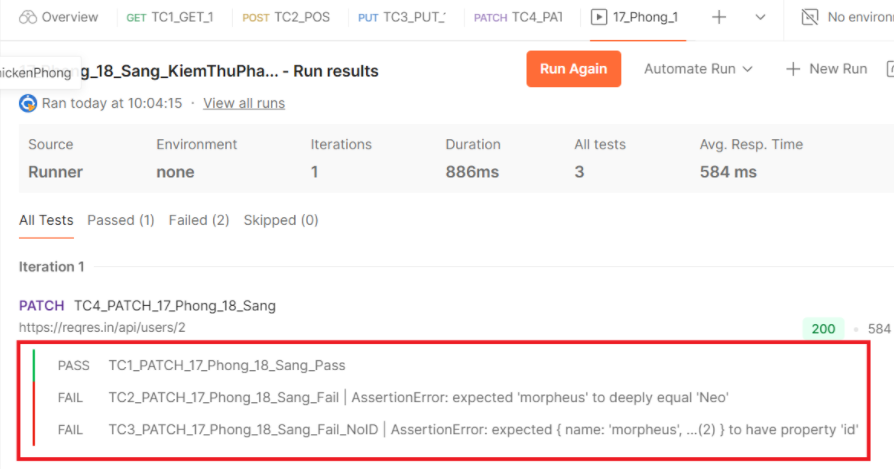 Overview GET TC1_GET_1 POST TC2_POS PUT TC3_PUT_ PATCH TC4_PAT 17_Phong_1 No environ
ickenPhong g_18_Sang_KiemThuPha... - Run results Run Again Automate Run New Run
Ran today at 10:04:15 · View all runs
Source Environment Iterations Duration All tests Avg. Resp. Time
Runner none 1 886ms 3 584 ms
All Tests Passed (1) Failed (2) Skipped (0)
Iteration 1
PATCH TC4_PATCH_17_Phong_18_Sang
https://reqres.in/api/users/2 200 584
PASS TC1_PATCH_17_Phong_18_Sang_Pass
FAIL TC2_PATCH_17_Phong_18_Sang_Fail | AssertionError: expected 'morpheus' to deeply equal 'Neo'
FAIL TC3_PATCH_17_Phong_18_Sang_Fail_NoID | AssertionError: expected { name: 'morpheus', ...(2) } to have property 'id'